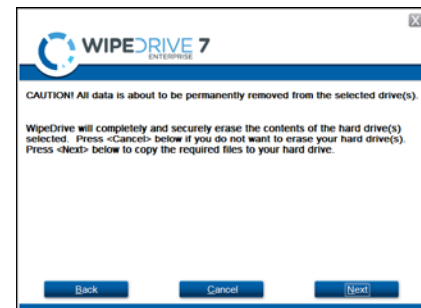 WIPEDRIVE 7
ENTERPRISE
CAUTION! All data is about to be permanently removed from the selected drive(s).
WipeDrive will completely and securely erase the contents of the hard drive(s)
selected. Press <Cancel> below if you do not want to erase your hard drive(s).
Press <Next> below to copy the required files to your hard drive.
Back Cancel Next